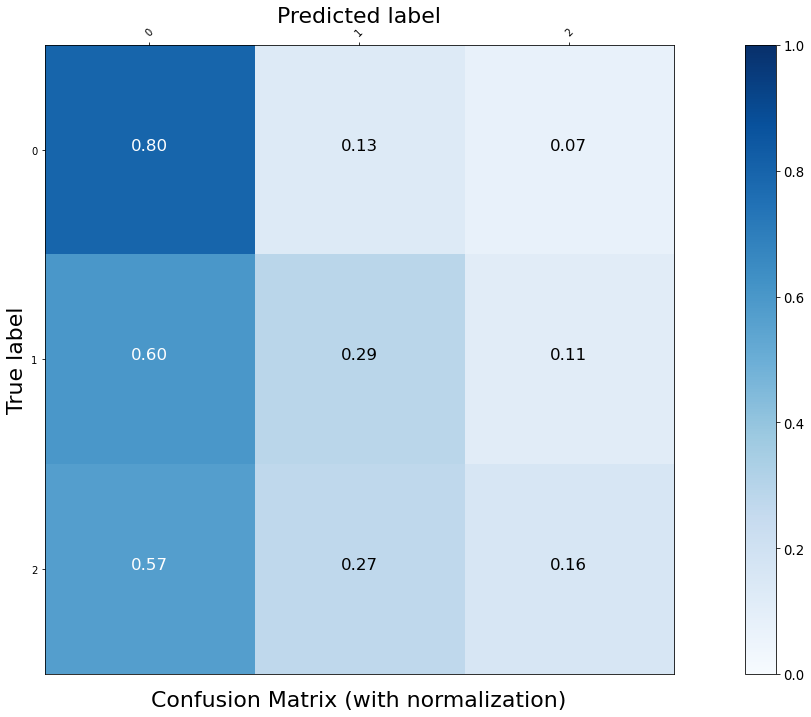 Predicted label
0 1 2
1.0
0 0.80 0.13 0.07
0.8
0.6
True label
1 0.60 0.29 0.11
0.4
2 0.57 0.27 0.16
0.2
0.0
Confusion Matrix (with normalization)